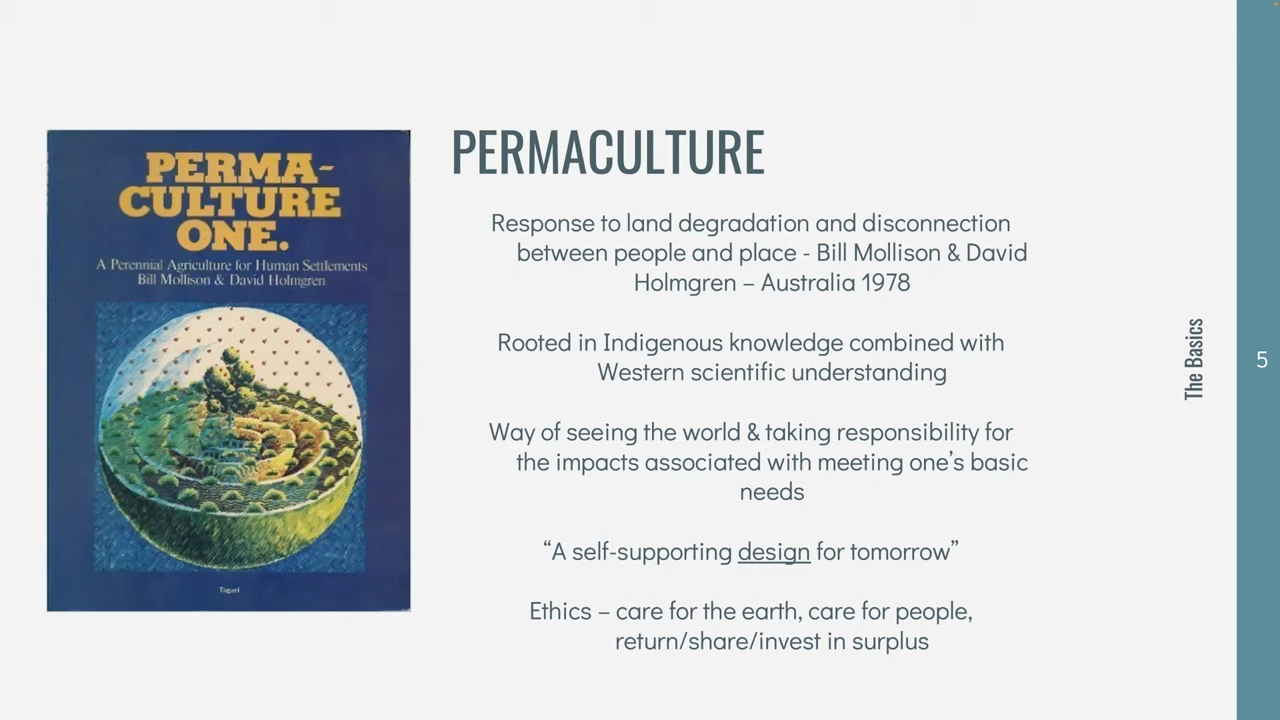 PERMA-
CULTURE
ONE.
A Perennial Agriculture for Human Settlements
Bill Mollison & David Holmgren
Tagari
PERMACULTURE
Response to land degradation and disconnection
between people and place - Bill Mollison & David
Holmgren – Australia 1978
Rooted in Indigenous knowledge combined with
Western scientific understanding
Way of seeing the world & taking responsibility for
the impacts associated with meeting one’s basic
needs
“A self-supporting design for tomorrow”
Ethics – care for the earth, care for people,
return/share/invest in surplus
The Basics
5